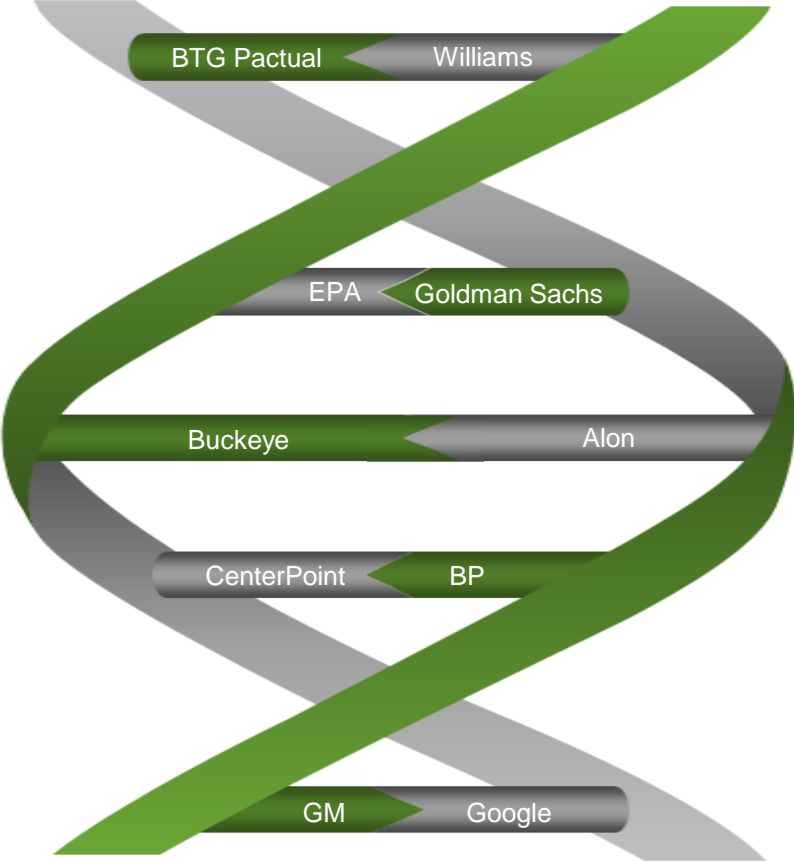 BTG Pactual Williams
EPA Goldman Sachs
Buckeye Alon
CenterPoint BP
GM Google